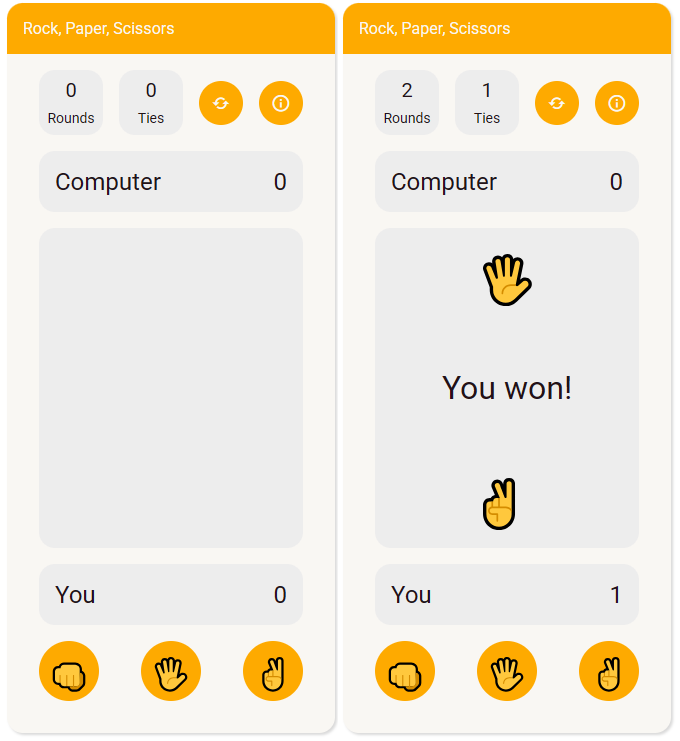 Rock, Paper, Scissors
0 0
Rounds Ties
Computer 0
You 0
Rock, Paper, Scissors
2 1
Rounds Ties
Computer 0
You won!
You 1